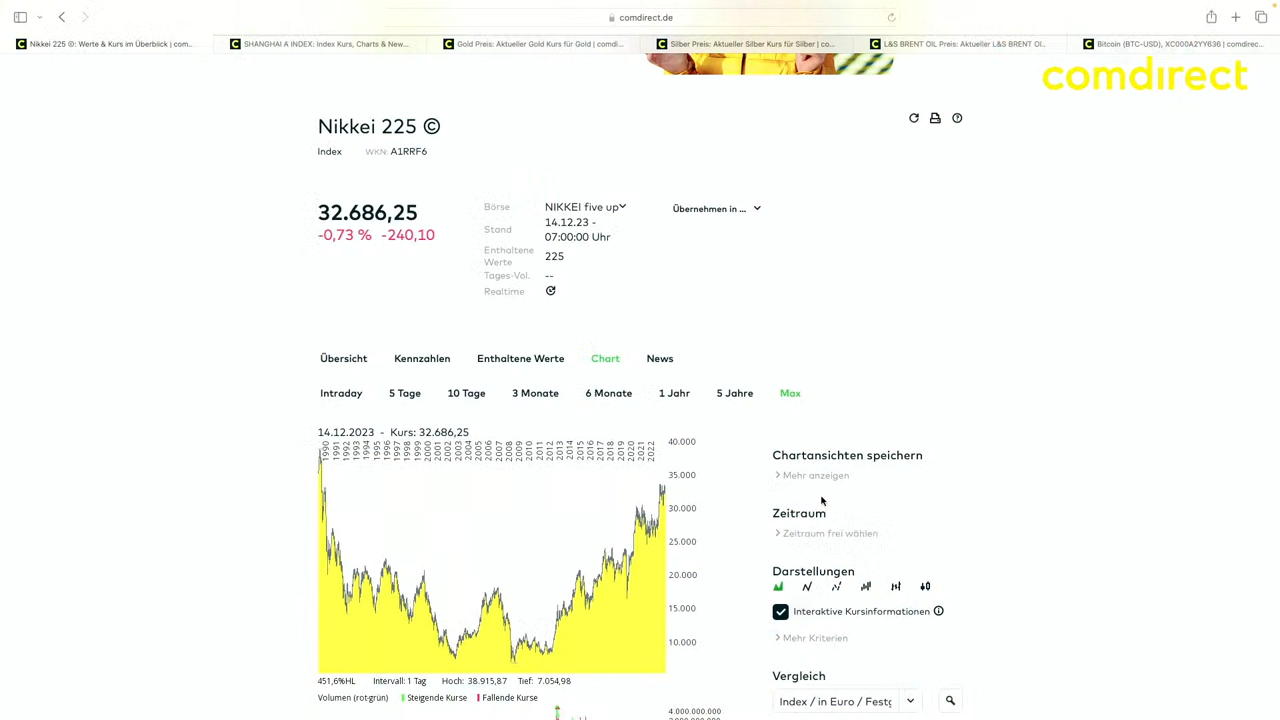 comdirect.de
Nikkei 225 ©: Werte & Kurs im Überblick | com...
SHANGHAI A INDEX: Index Kurs, Charts & New...
Gold Preis: Aktueller Gold Kurs für Gold | comdi...
Silber Preis: Aktueller Silber Kurs für Silber | co...
L&S BRENT OIL Preis: Aktueller L&S BRENT OI...
Bitcoin (BTC-USD), XC000A2YY636 | comdirec...
comdirect
Nikkei 225 ©
Index WKN: A1RRF6
32.686,25
-0,73 % -240,10
Börse NIKKEI five up
Stand 14.12.23 -
07:00:00 Uhr
Enthaltene
Werte 225
Tages-Vol. --
Realtime
Übernehmen in ...
Übersicht Kennzahlen Enthaltene Werte Chart News
Intraday 5 Tage 10 Tage 3 Monate 6 Monate 1 Jahr 5 Jahre Max
14.12.2023 - Kurs: 32.686,25
1990 1991 1992 1993 1994 1995 1996 1997 1998 1999 2000 2001 2002 2003 2004 2005 2006 2007 2008 2009 2010 2011 2012 2013 2014 2015 2016 2017 2018 2019 2020 2021 2022
40.000
35.000
30.000
25.000
20.000
15.000
10.000
451,6%HL Intervall: 1 Tag Hoch: 38.915,87 Tief: 7.054,98
Volumen (rot-grün) Steigende Kurse Fallende Kurse
4.000.000.000
Chartansichten speichern
Mehr anzeigen
Zeitraum
Zeitraum frei wählen
Darstellungen
Interaktive Kursinformationen
Mehr Kriterien
Vergleich
Index / in Euro / Festg